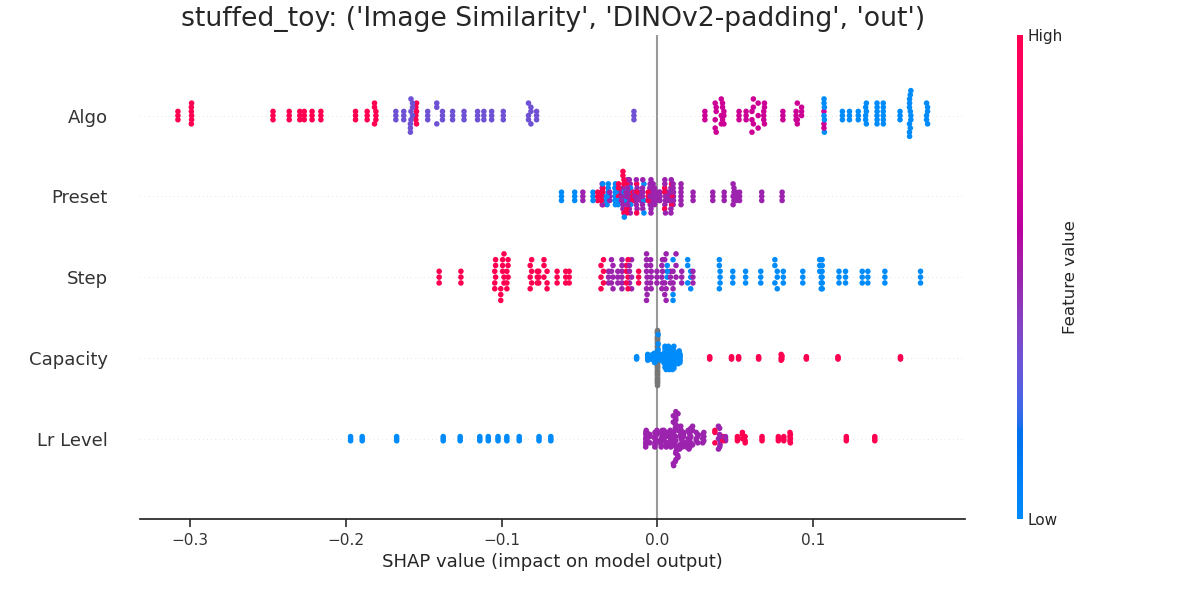 stuffed_toy: ('Image Similarity', 'DINOv2-padding', 'out')
High
Algo
Preset
Step
Capacity
Lr Level
Feature value
Low
−0.3
−0.2
−0.1
0.0
0.1
SHAP value (impact on model output)